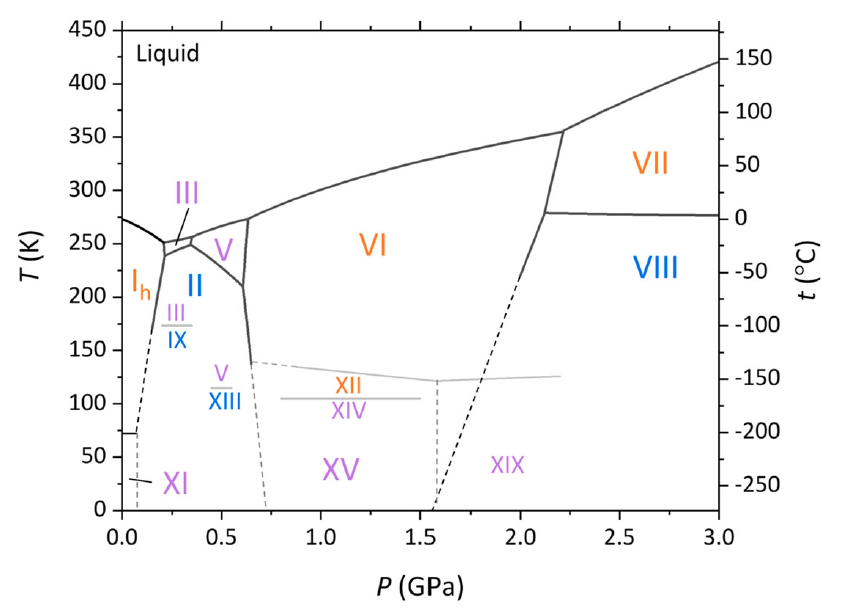 450
400
350
300
250
200
150
100
50
0
T (K)
Liquid
III
V
VI
VII
I_h
II
VIII
III
IX
V
XIII
XII
XIV
XI
XV
XIX
150
100
50
0
-50
-100
-150
-200
-250
t (°C)
0.0 0.5 1.0 1.5 2.0 2.5 3.0
P (GPa)